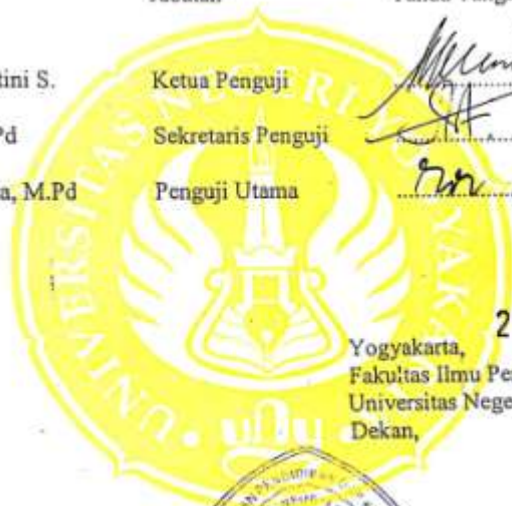 tini S. Ketua Penguji
Pd Sekretaris Penguji
a, M.Pd Penguji Utama
UNIVERSITAS NEGERI YOGYAKARTA
UNY
2
Yogyakarta,
Fakultas Ilmu Pe
Universitas Nege
Dekan,